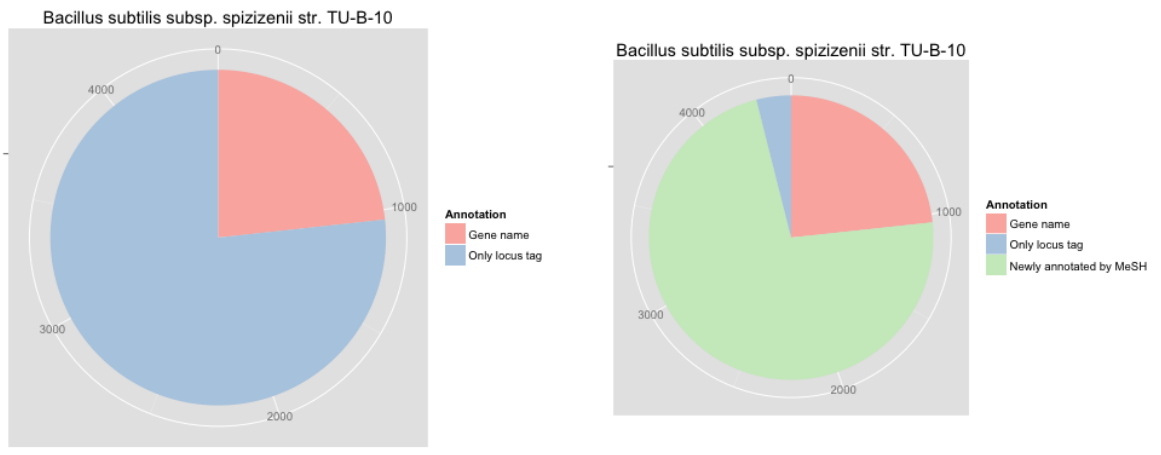 Bacillus subtilis subsp. spizizenii str. TU-B-10
0
4000
1000
3000
2000
Annotation
Gene name
Only locus tag
Bacillus subtilis subsp. spizizenii str. TU-B-10
0
4000
1000
3000
2000
Annotation
Gene name
Only locus tag
Newly annotated by MeSH